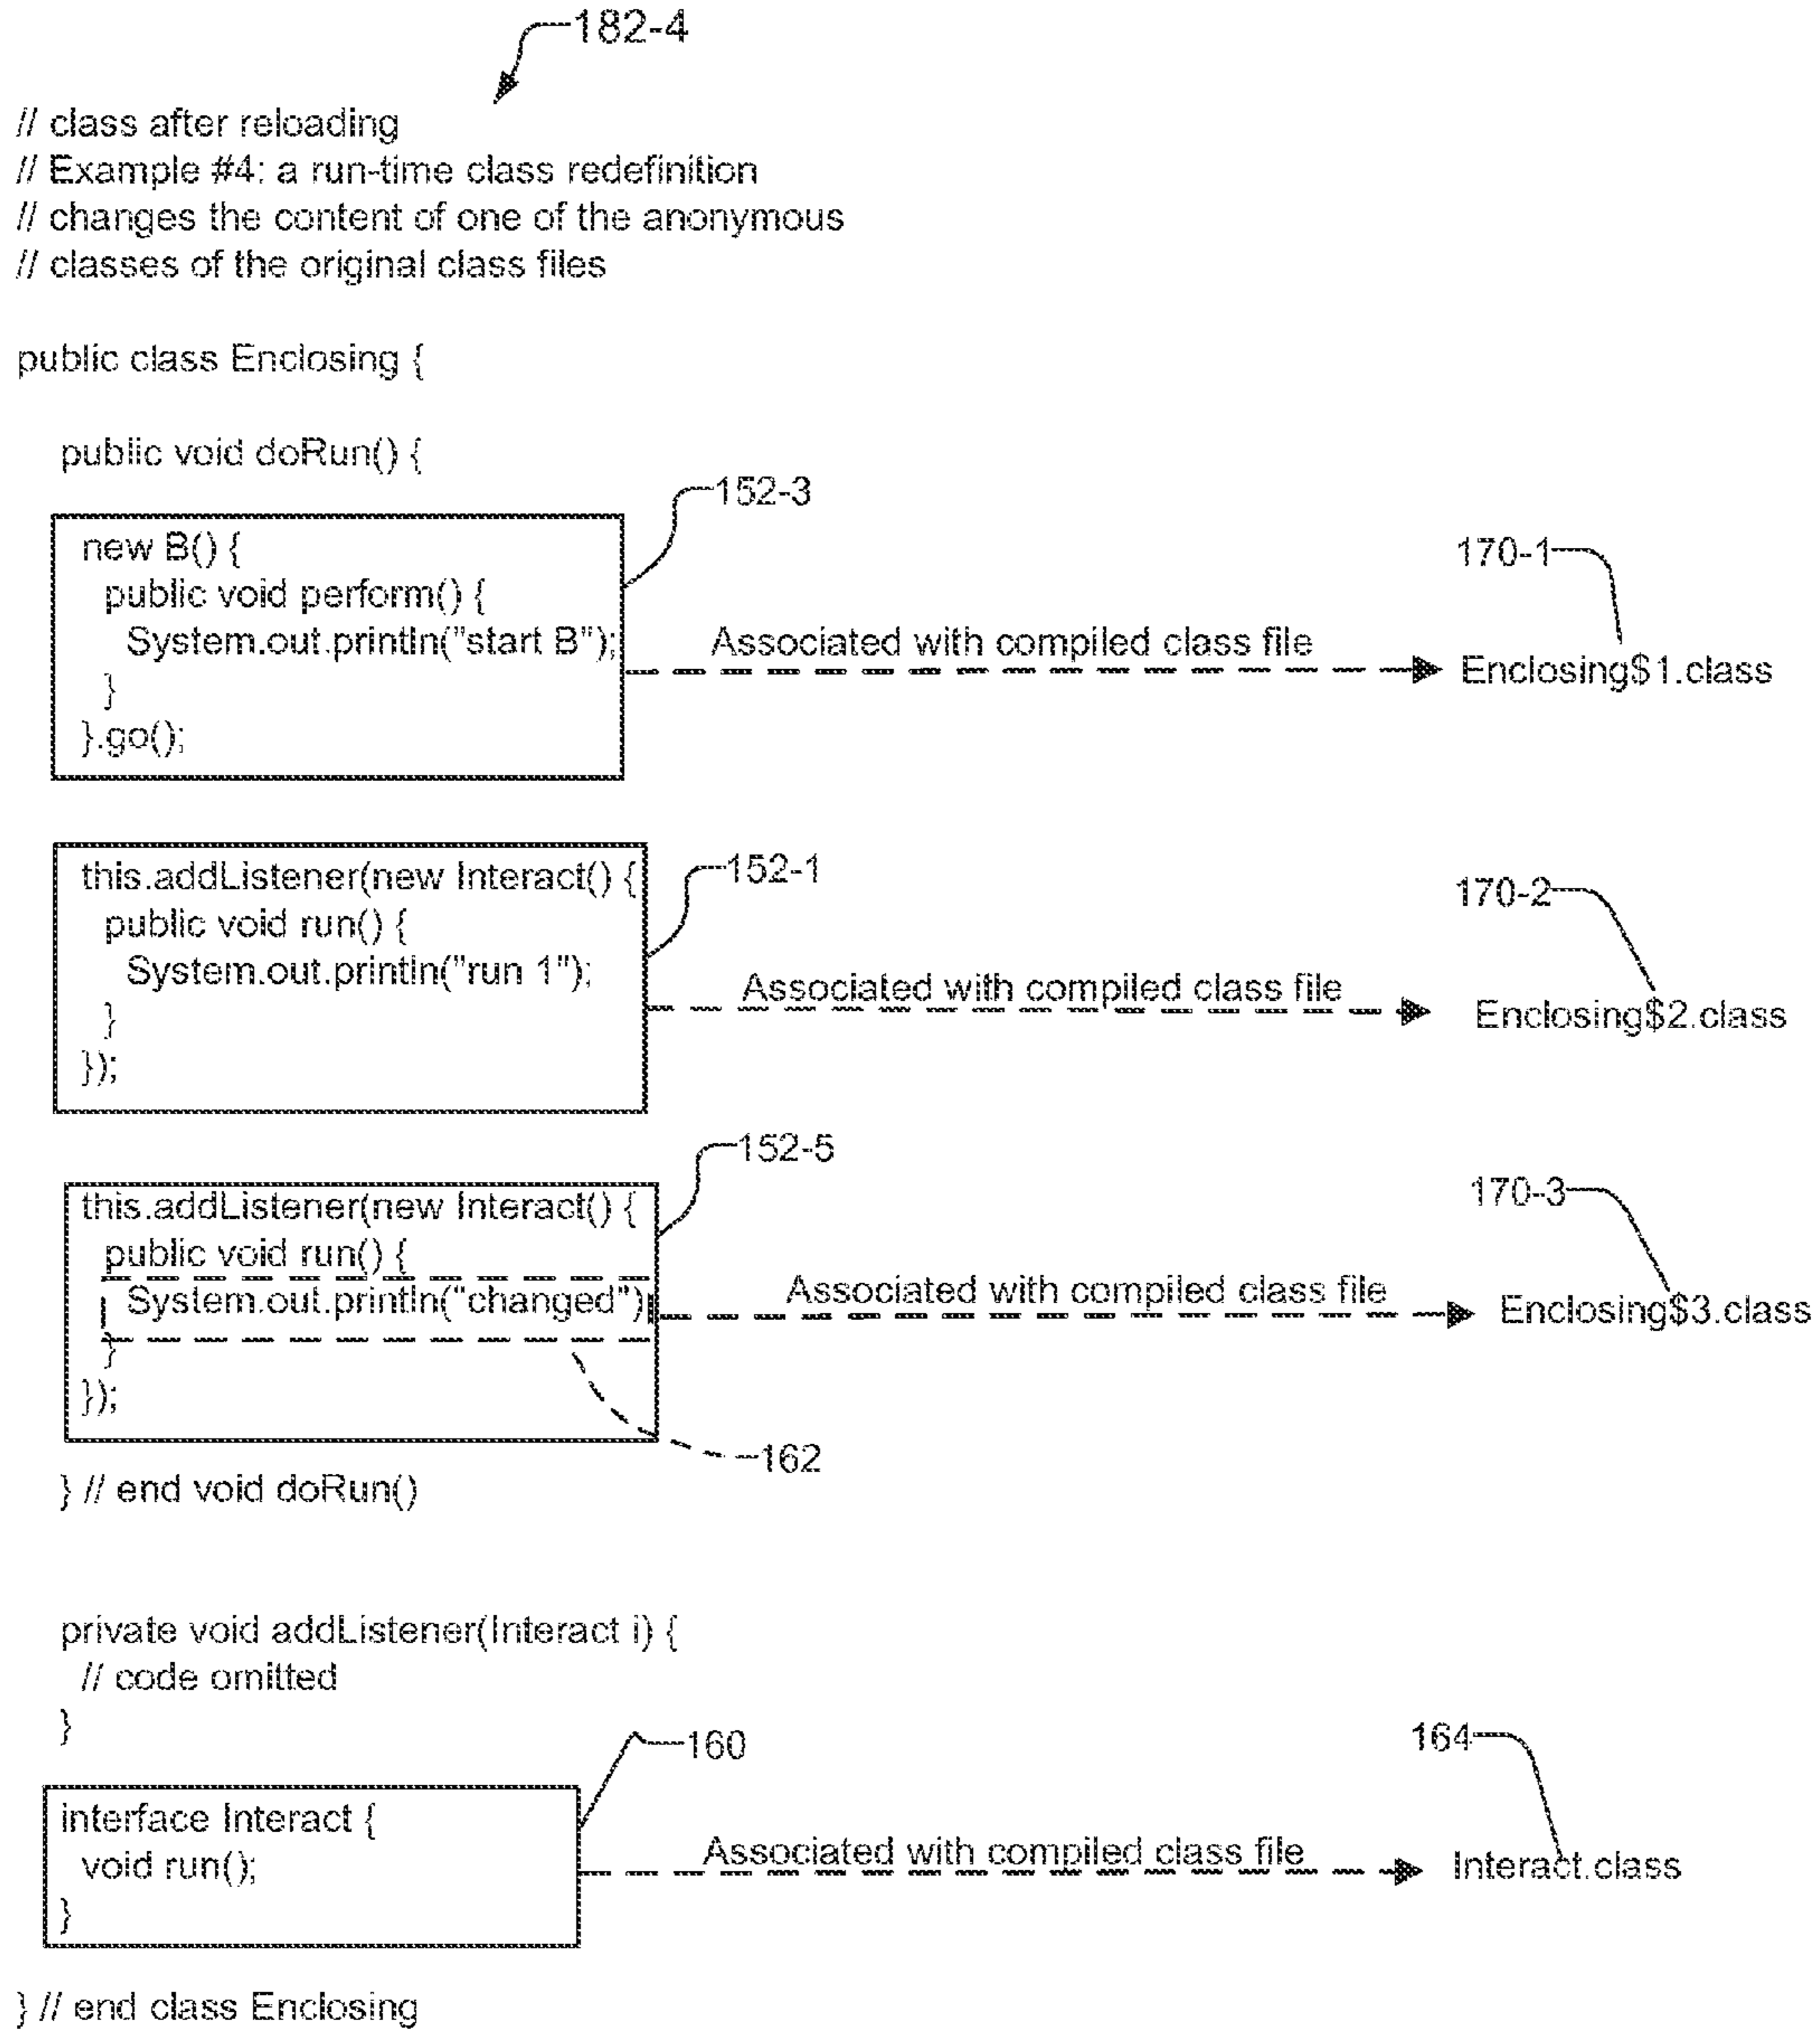 182-4
// class after reloading
// Example #4: a run-time class redefinition
// changes the content of one of the anonymous
// classes of the original class files
public class Enclosing {
public void doRun() {
152-3
new B() {
170-1
public void perform() {
System.out.println("start B");
Associated with compiled class file
Enclosing$1.class
}
}.go();
this.addListener(new Interact() {
152-1
170-2
public void run() {
System.out.println("run 1");
Associated with compiled class file
Enclosing$2.class
}
});
152-5
this.addListener(new Interact() {
170-3
public void run() {
System.out.println("changed");
Associated with compiled class file
Enclosing$3.class
}
});
162
} // end void doRun()
private void addListener(Interact i) {
// code omitted
}
160
164
interface Interact {
void run();
Associated with compiled class file
Interact.class
}
} // end class Enclosing